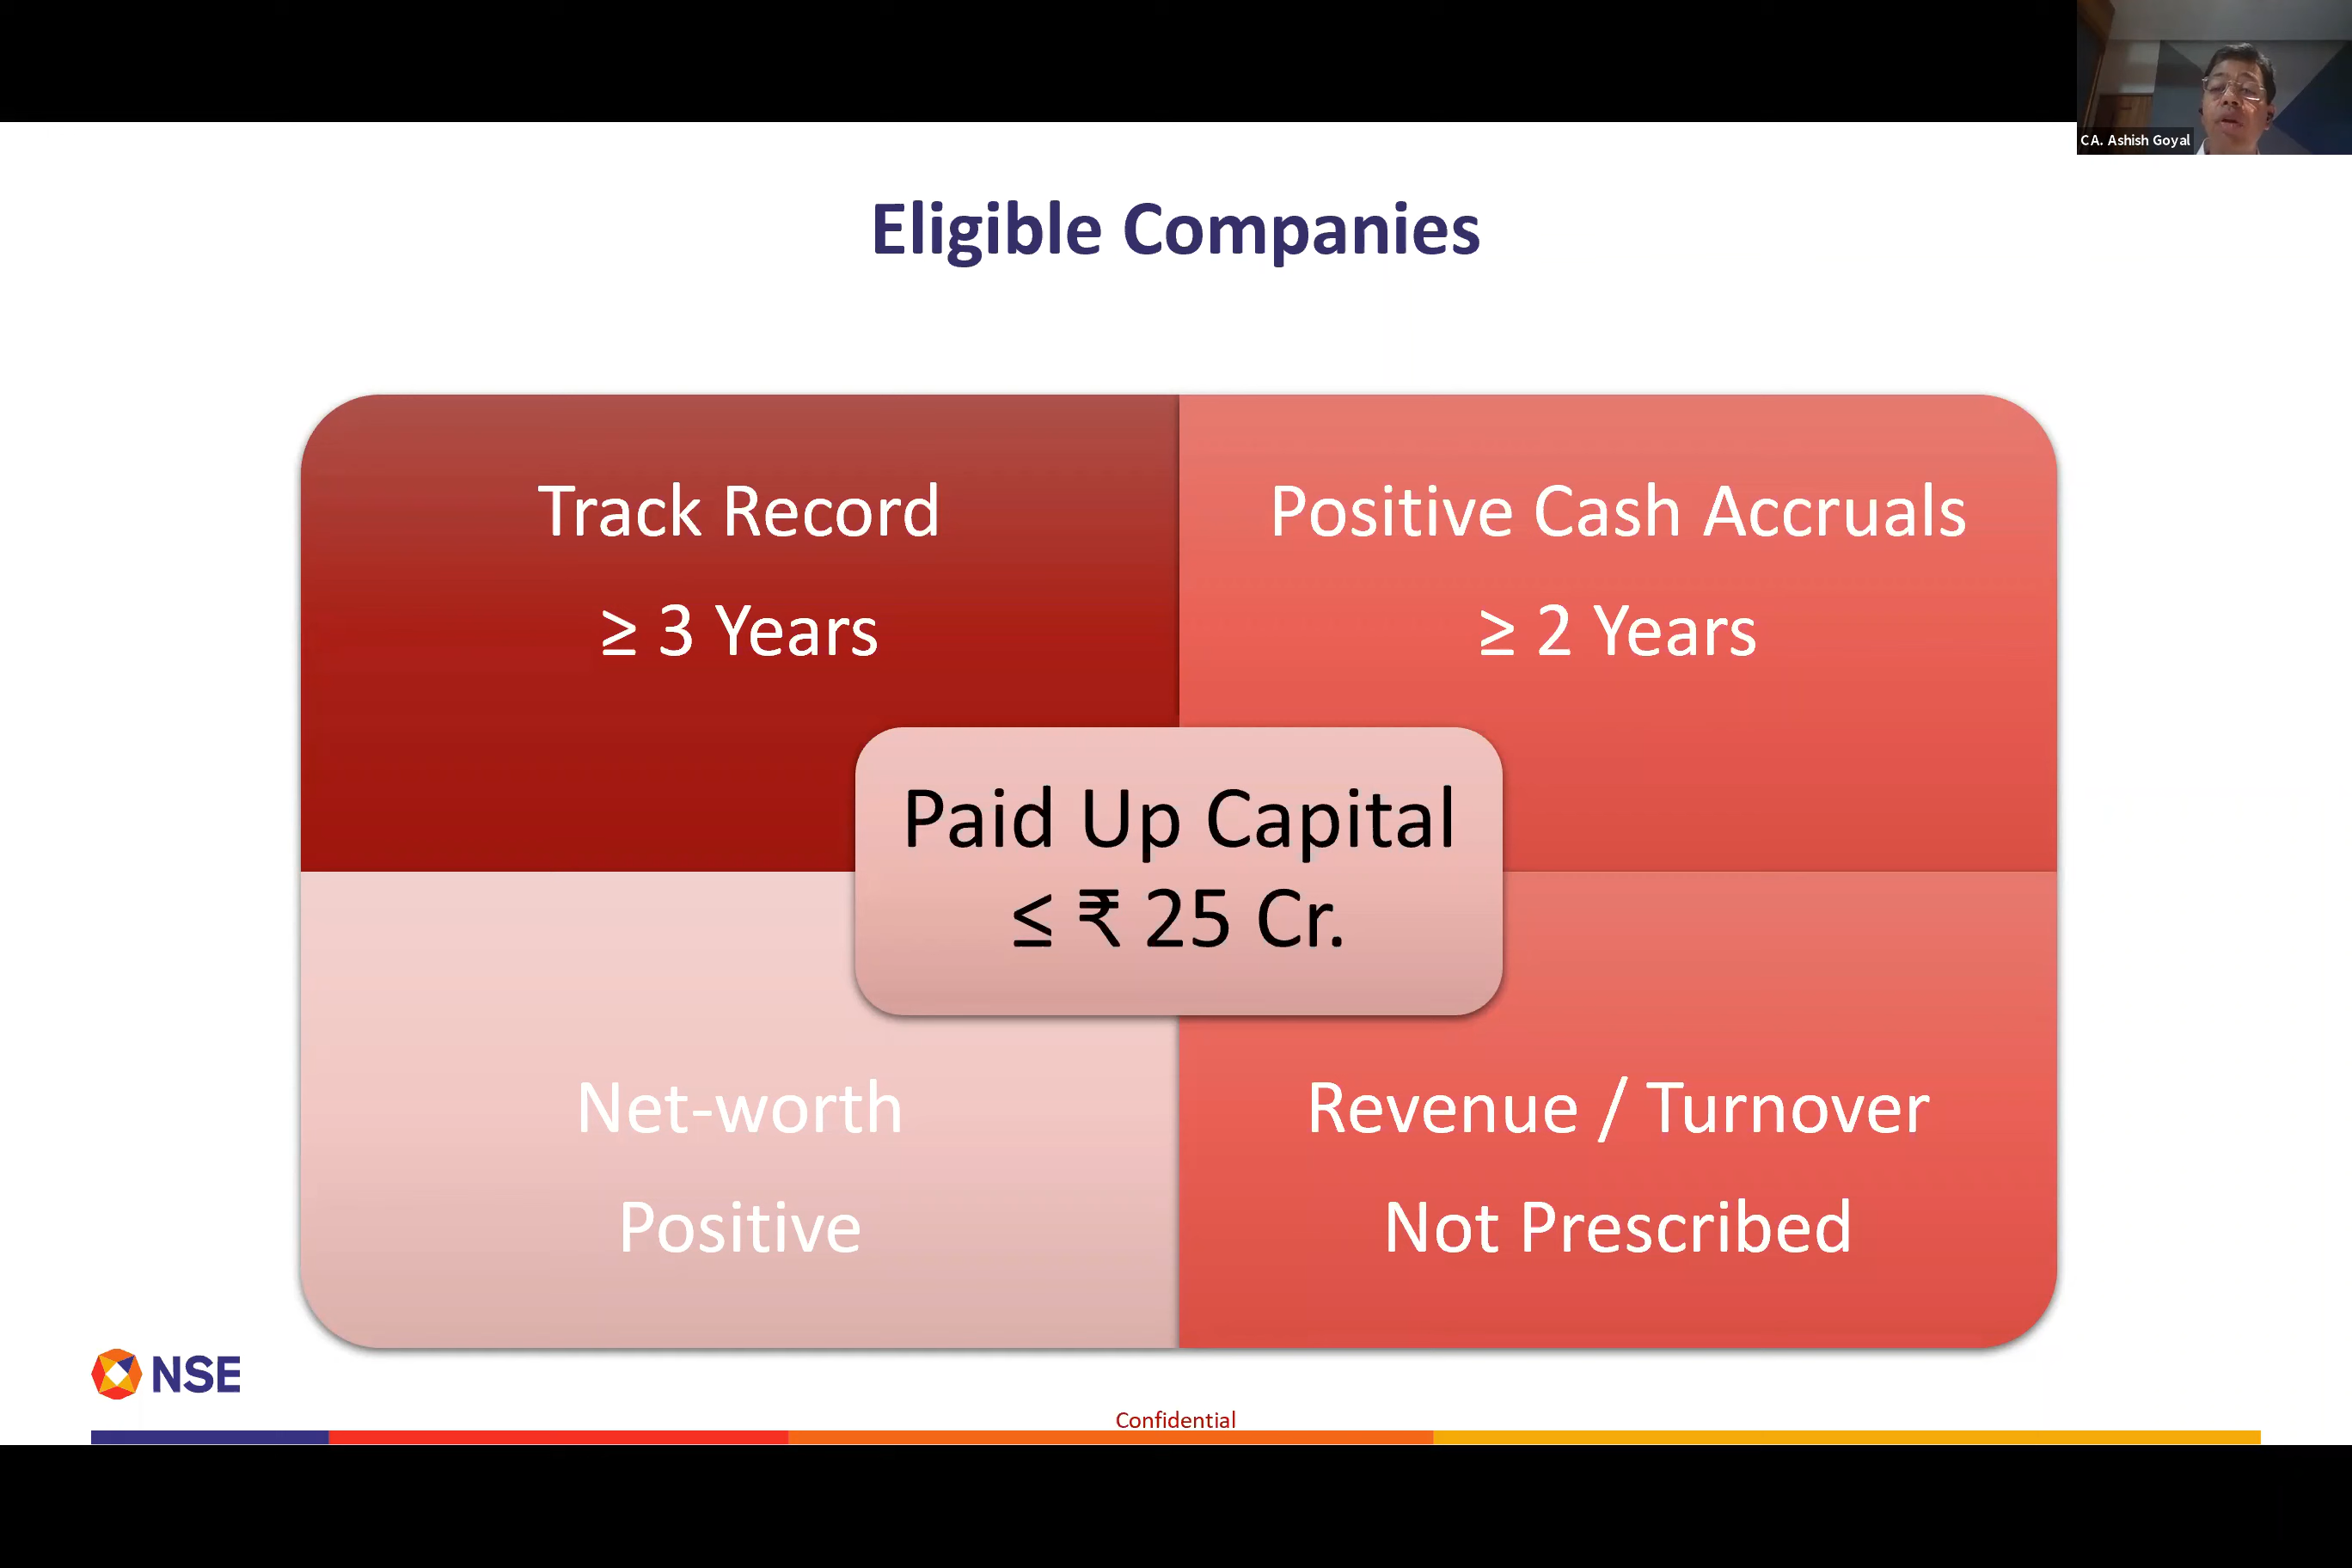 CA. Ashish Goyal
Eligible Companies
Track Record
≥ 3 Years
Positive Cash Accruals
≥ 2 Years
Paid Up Capital
≤ ₹ 25 Cr.
Net-worth
Positive
Revenue / Turnover
Not Prescribed
NSE
Confidential